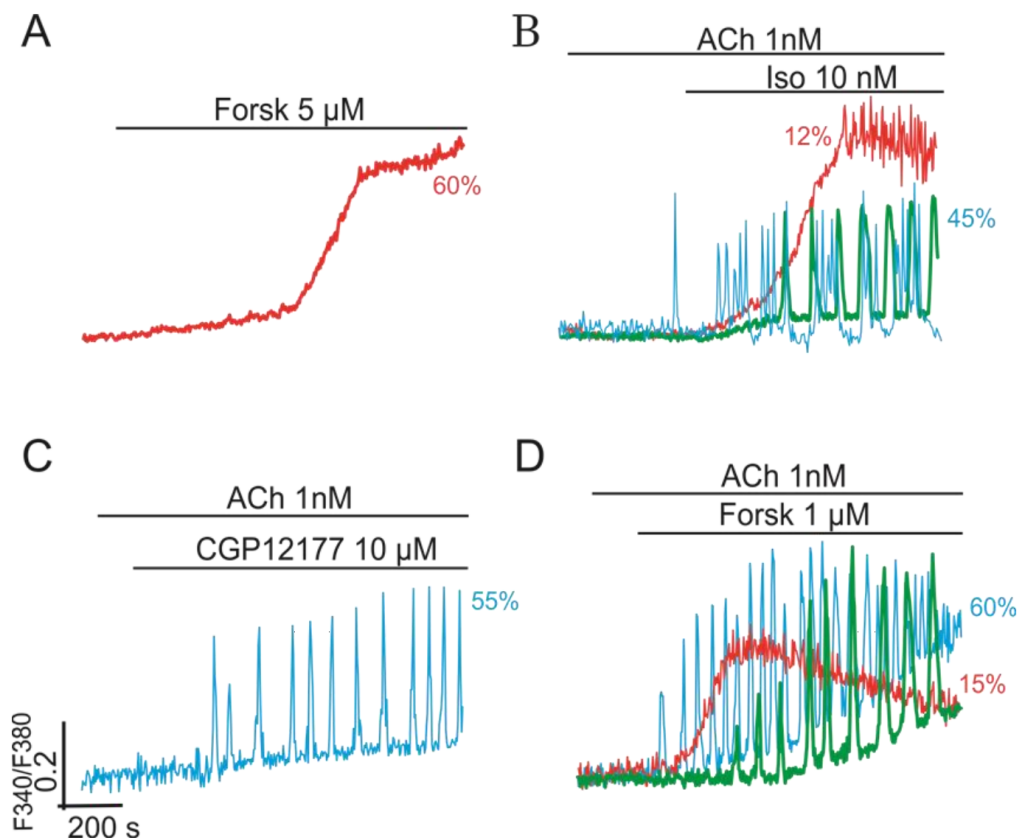 A
Forsk 5 µM
60%
B
ACh 1nM
Iso 10 nM
12%
45%
C
ACh 1nM
CGP12177 10 µM
55%
F340/F380
0.2
200 s
D
ACh 1nM
Forsk 1 µM
60%
15%